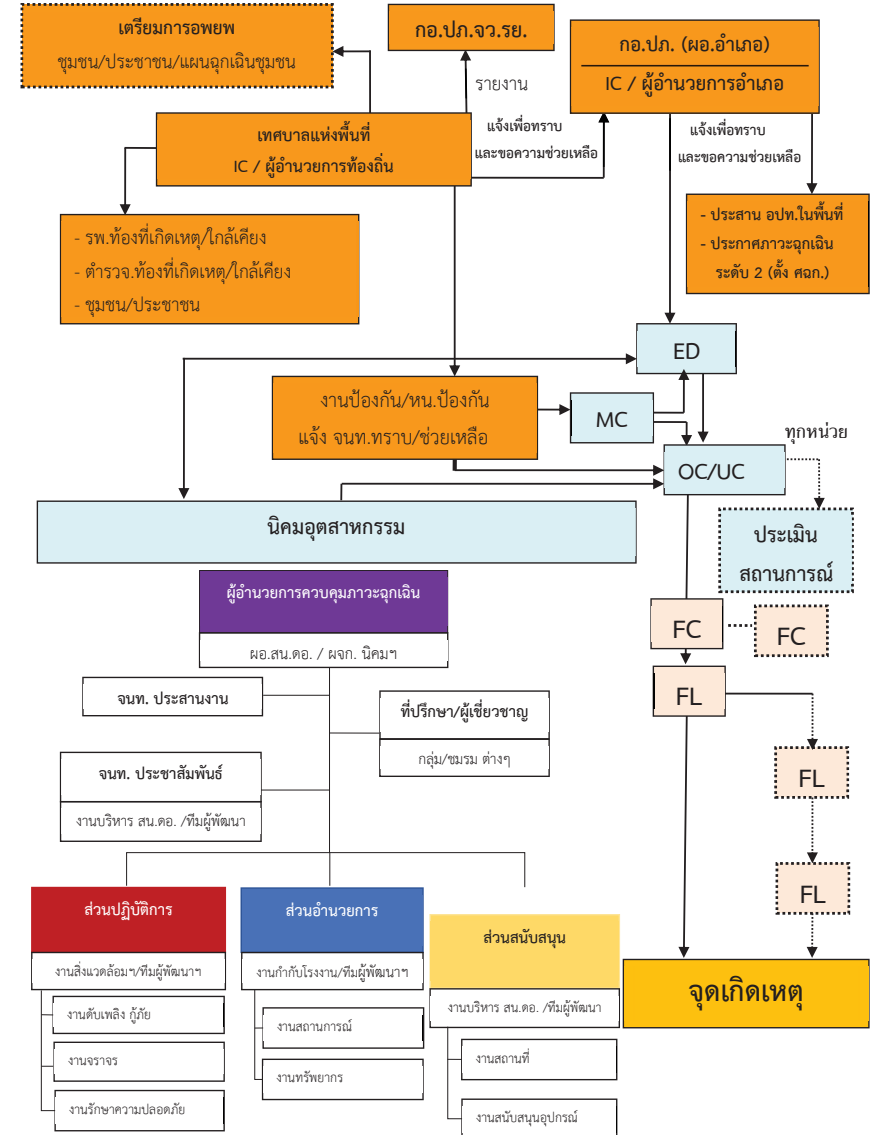 เตรียมการอพยพ
ชุมชน/ประชาชน/แผนฉุกเฉินชุมชน
กอ.ปภ.จว.รย.
กอ.ปภ. (ผอ.อำเภอ)
IC / ผู้อำนวยการอำเภอ
รายงาน
เทศบาลแห่งพื้นที่
IC / ผู้อำนวยการท้องถิ่น
แจ้งเพื่อทราบ
และขอความช่วยเหลือ
แจ้งเพื่อทราบ
และขอความช่วยเหลือ
- รพ.ท้องที่เกิดเหตุ/ใกล้เคียง
- ตำรวจ.ท้องที่เกิดเหตุ/ใกล้เคียง
- ชุมชน/ประชาชน
- ประสาน อปท.ในพื้นที่
- ประกาศภาวะฉุกเฉิน
ระดับ 2 (ตั้ง ศฉก.)
ED
งานป้องกัน/หน.ป้องกัน
แจ้ง จนท.ทราบ/ช่วยเหลือ
MC
OC/UC
ทุกหน่วย
นิคมอุตสาหกรรม
ประเมิน
สถานการณ์
ผู้อำนวยการควบคุมภาวะฉุกเฉิน
ผอ.สน.ดอ. / ผจก. นิคมฯ
FC
FC
FL
จนท. ประสานงาน
ที่ปรึกษา/ผู้เชี่ยวชาญ
กลุ่ม/ชมรม ต่างๆ
จนท. ประชาสัมพันธ์
งานบริหาร สน.ดอ. /ทีมผู้พัฒนา
FL
FL
ส่วนปฏิบัติการ
งานสิ่งแวดล้อมฯ/ทีมผู้พัฒนาฯ
งานดับเพลิง กู้ภัย
งานจราจร
งานรักษาความปลอดภัย
ส่วนอำนวยการ
งานกำกับโรงงาน/ทีมผู้พัฒนาฯ
งานสถานการณ์
งานทรัพยากร
ส่วนสนับสนุน
งานบริหาร สน.ดอ. /ทีมผู้พัฒนา
งานสถานที่
งานสนับสนุนอุปกรณ์
จุดเกิดเหตุ